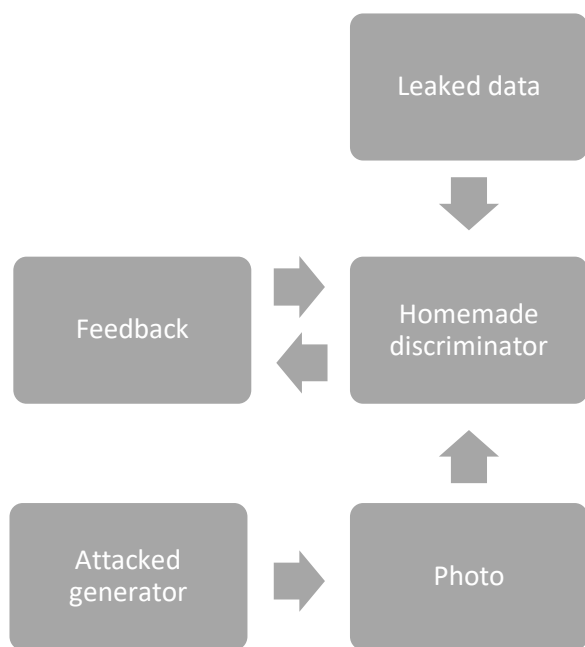 Leaked data
Feedback
Homemade
discriminator
Attacked
generator
Photo